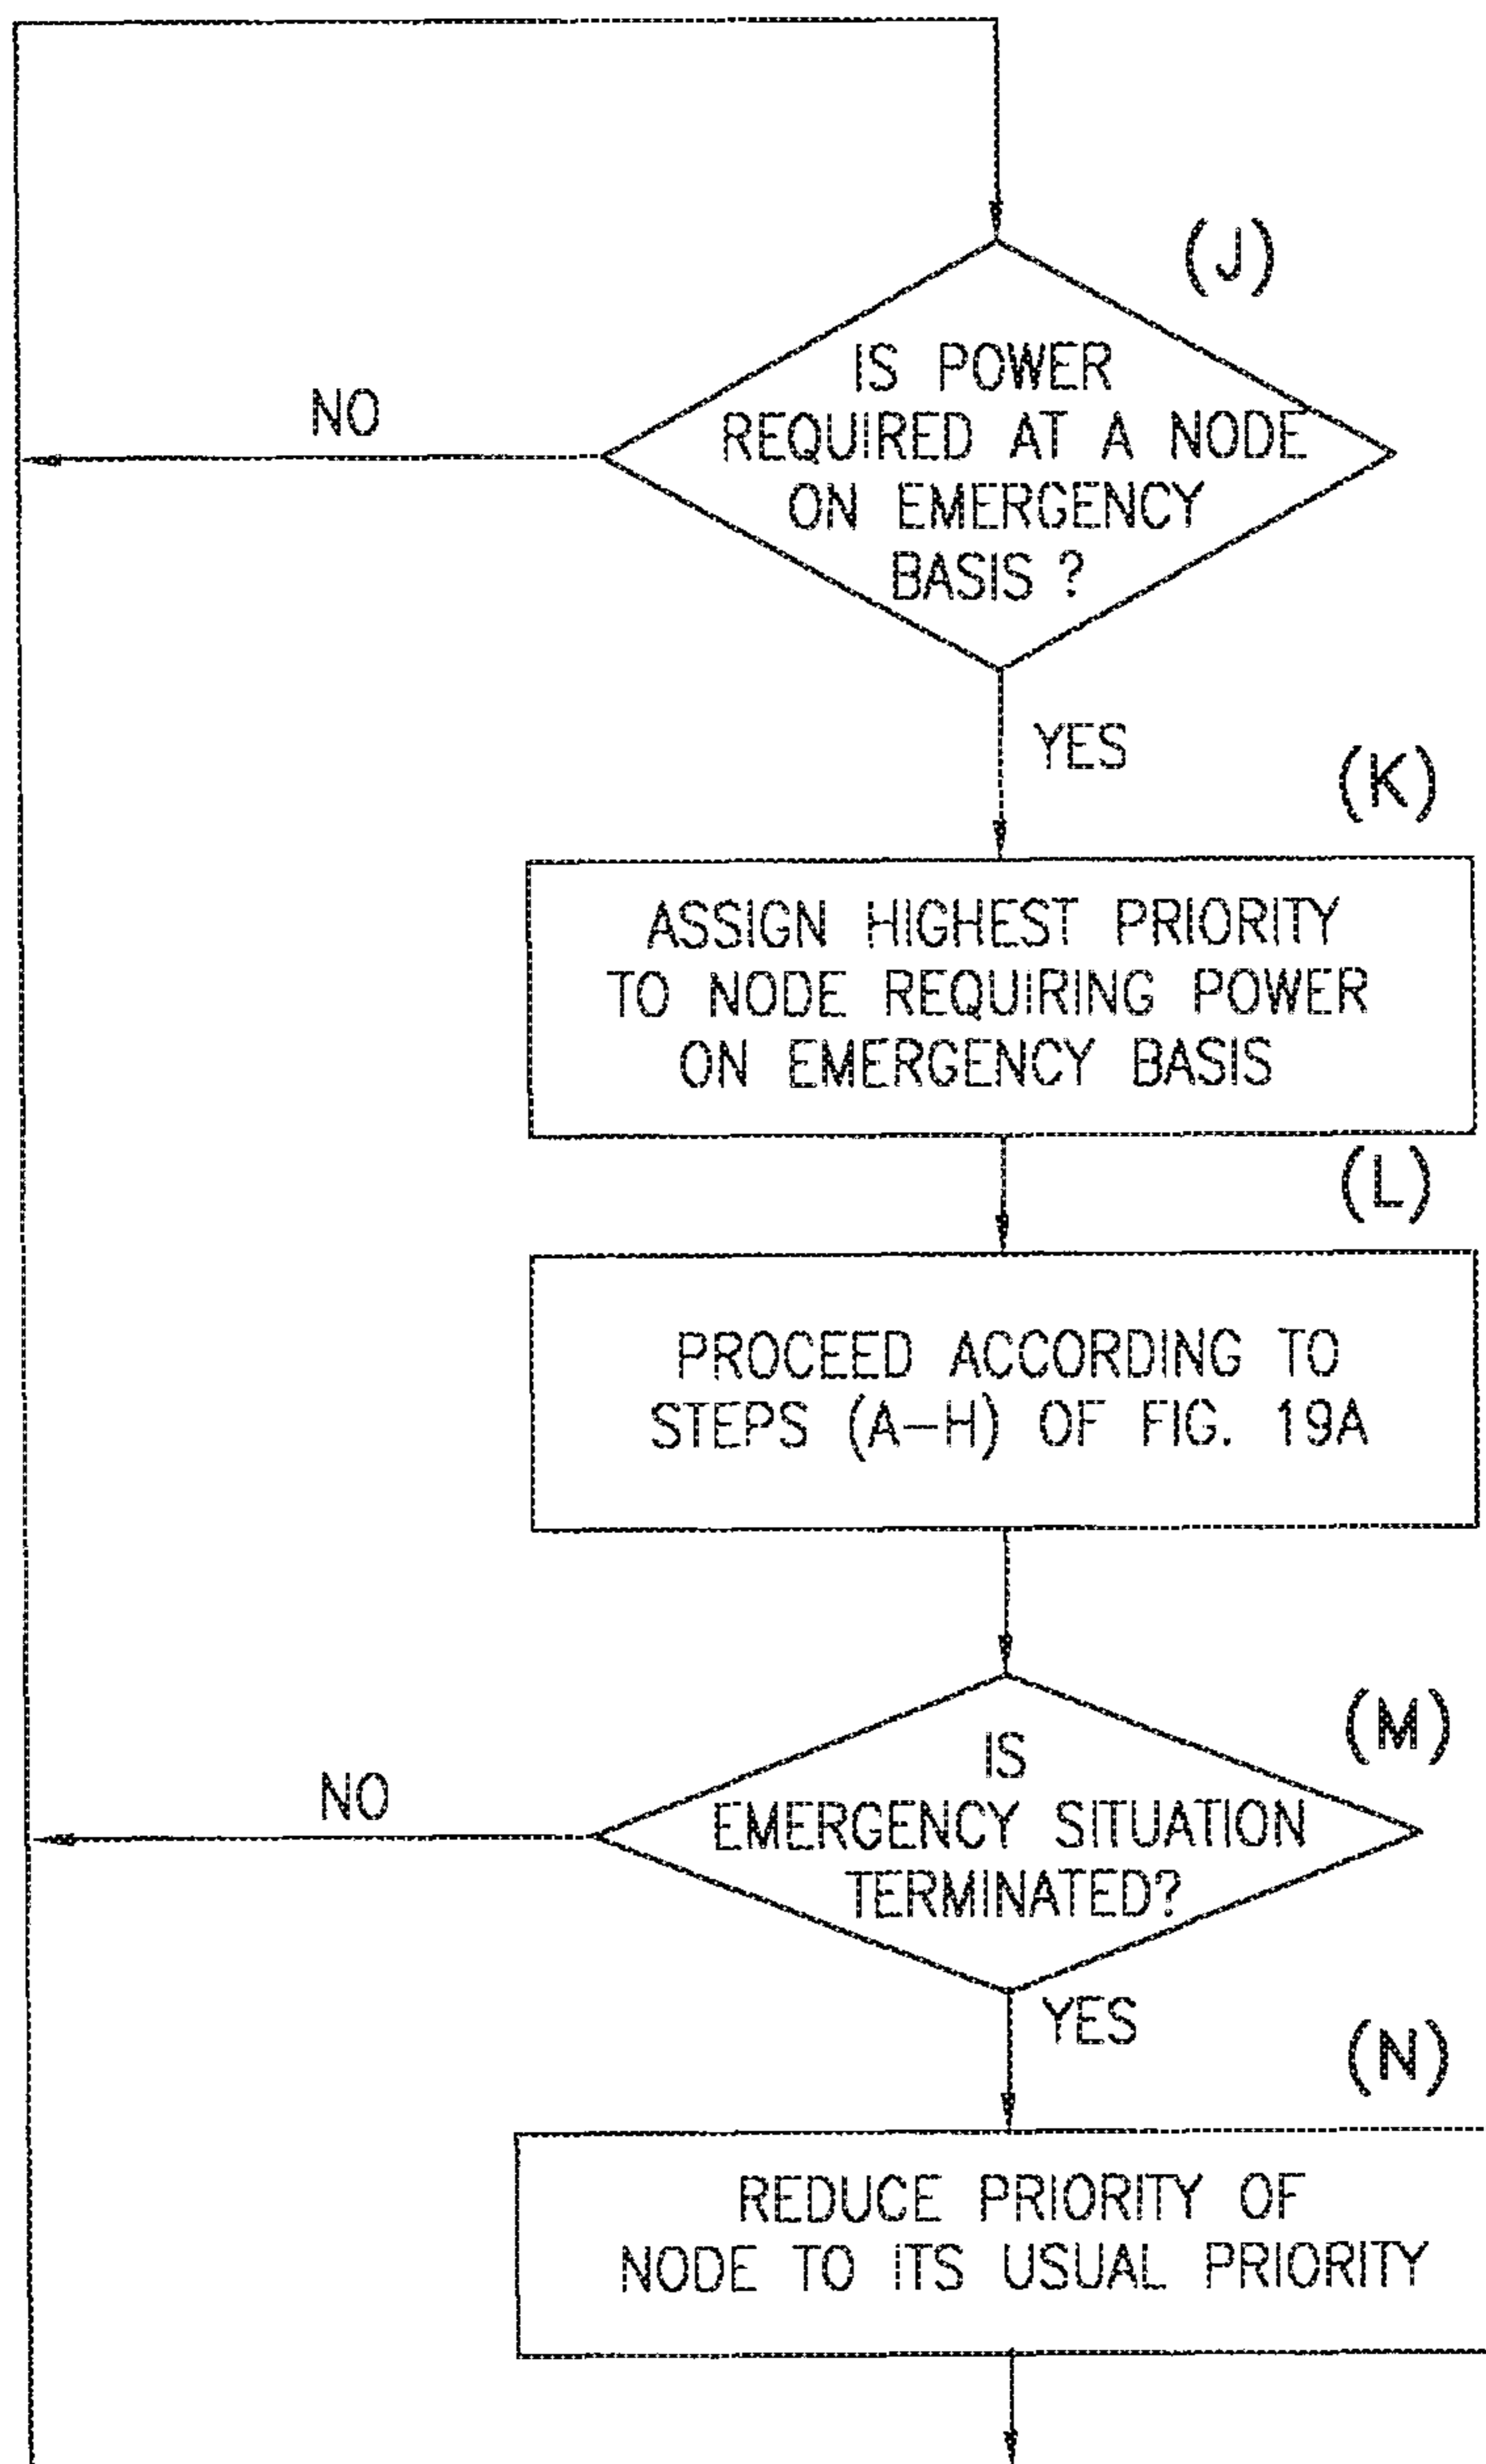 (J)
IS POWER
REQUIRED AT A NODE
ON EMERGENCY
BASIS ?
NO
YES
(K)
ASSIGN HIGHEST PRIORITY
TO NODE REQUIRING POWER
ON EMERGENCY BASIS
(L)
PROCEED ACCORDING TO
STEPS (A-H) OF FIG. 19A
(M)
IS
EMERGENCY SITUATION
TERMINATED?
NO
YES
(N)
REDUCE PRIORITY OF
NODE TO ITS USUAL PRIORITY